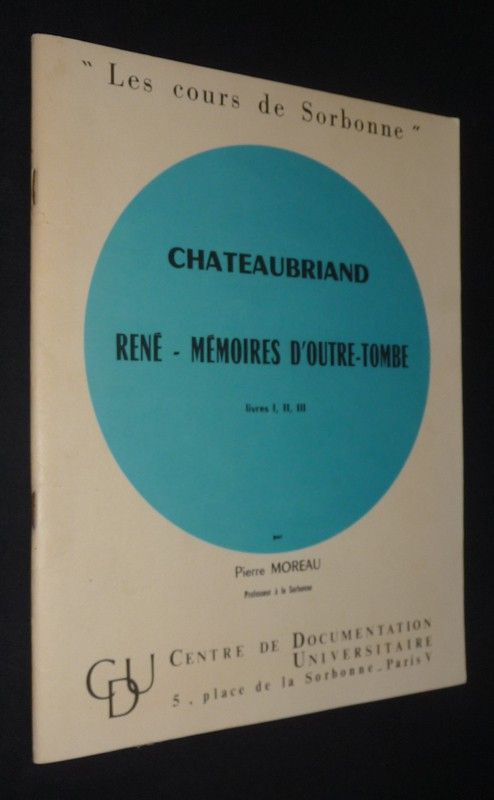 " Les cours de Sorbonne "
CHATEAUBRIAND
RENÉ - MÉMOIRES D'OUTRE-TOMBE
livres I, II, III
par
Pierre MOREAU
Professeur à la Sorbonne
CDU
CENTRE DE DOCUMENTATION
UNIVERSITAIRE
5, place de la Sorbonne_Paris V